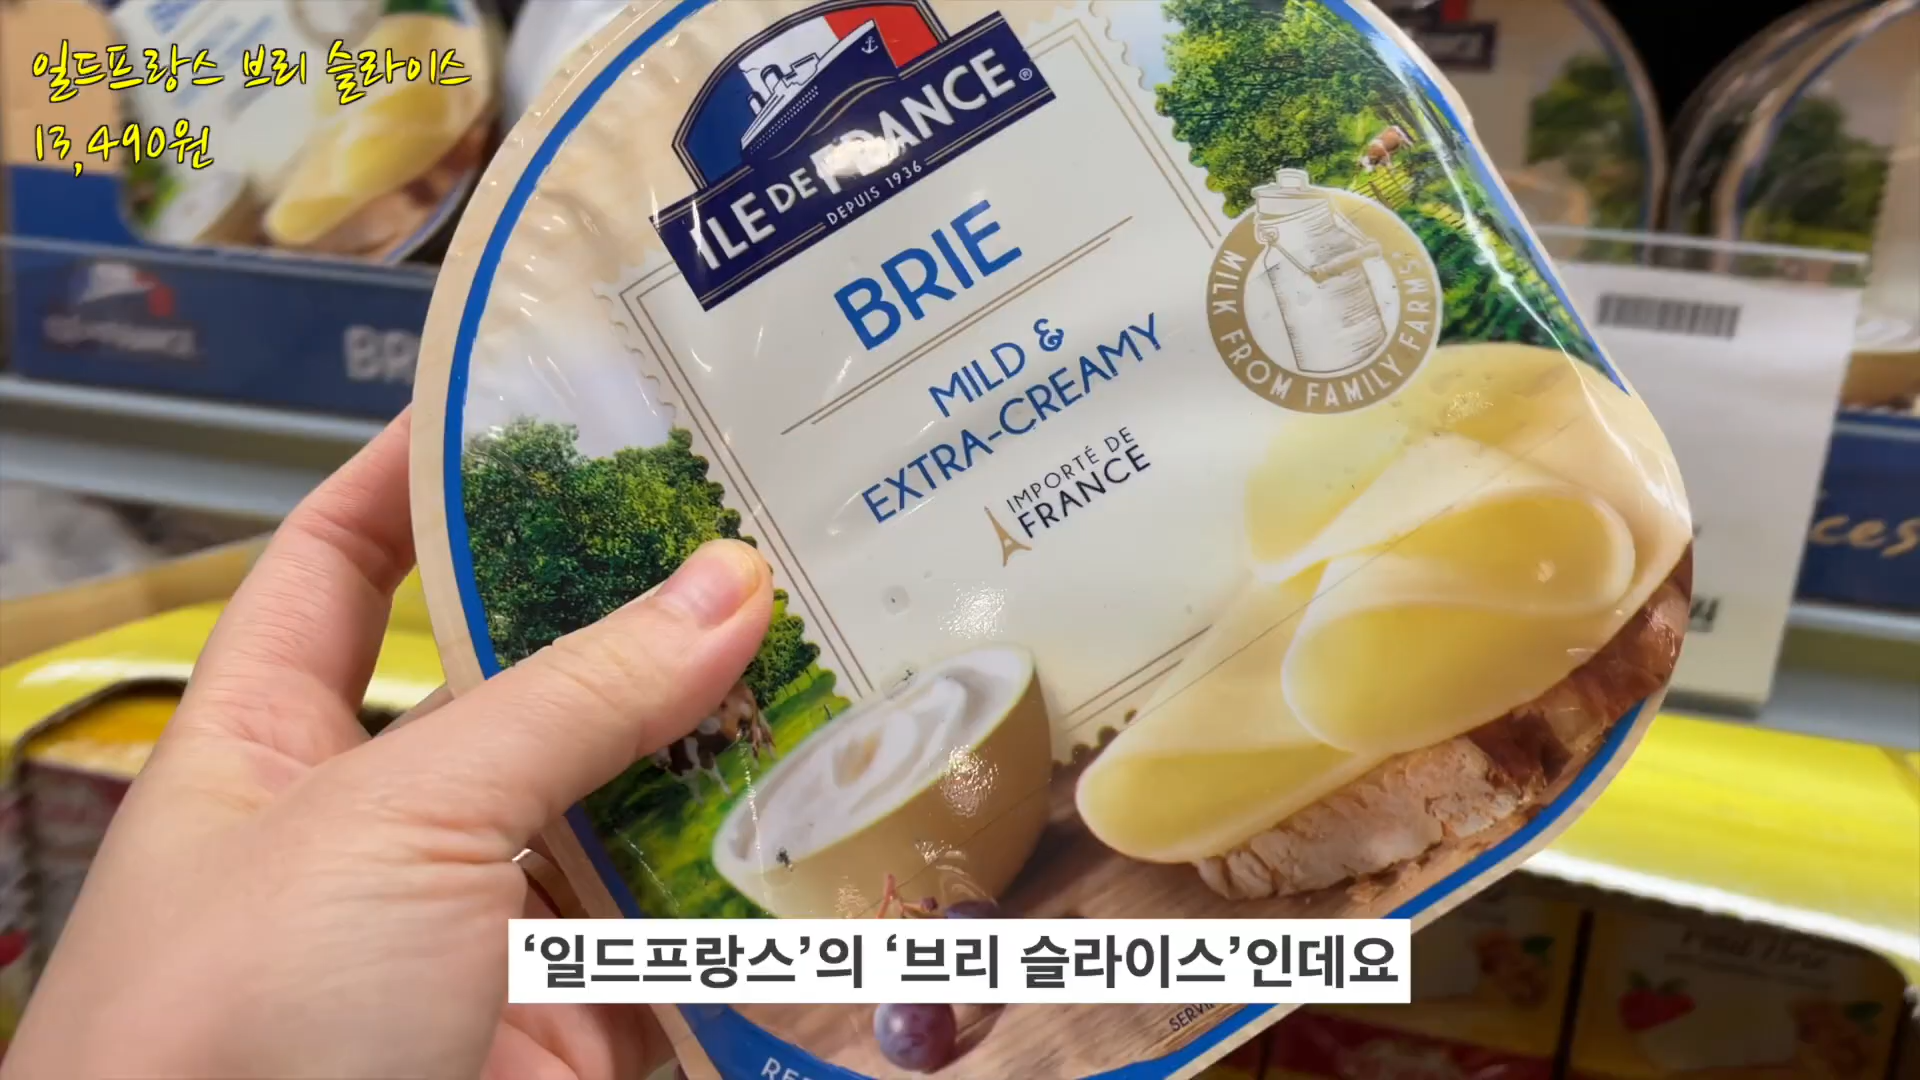 일드프랑스 브리 슬라이스
13,490원
ILE DE FRANCE®
DEPUIS 1936
BRIE
MILD &
EXTRA-CREAMY
IMPORTÉ DE
FRANCE
MILK FROM FAMILY FARMS
BR
ces
‘일드프랑스’의 ‘브리 슬라이스’인데요